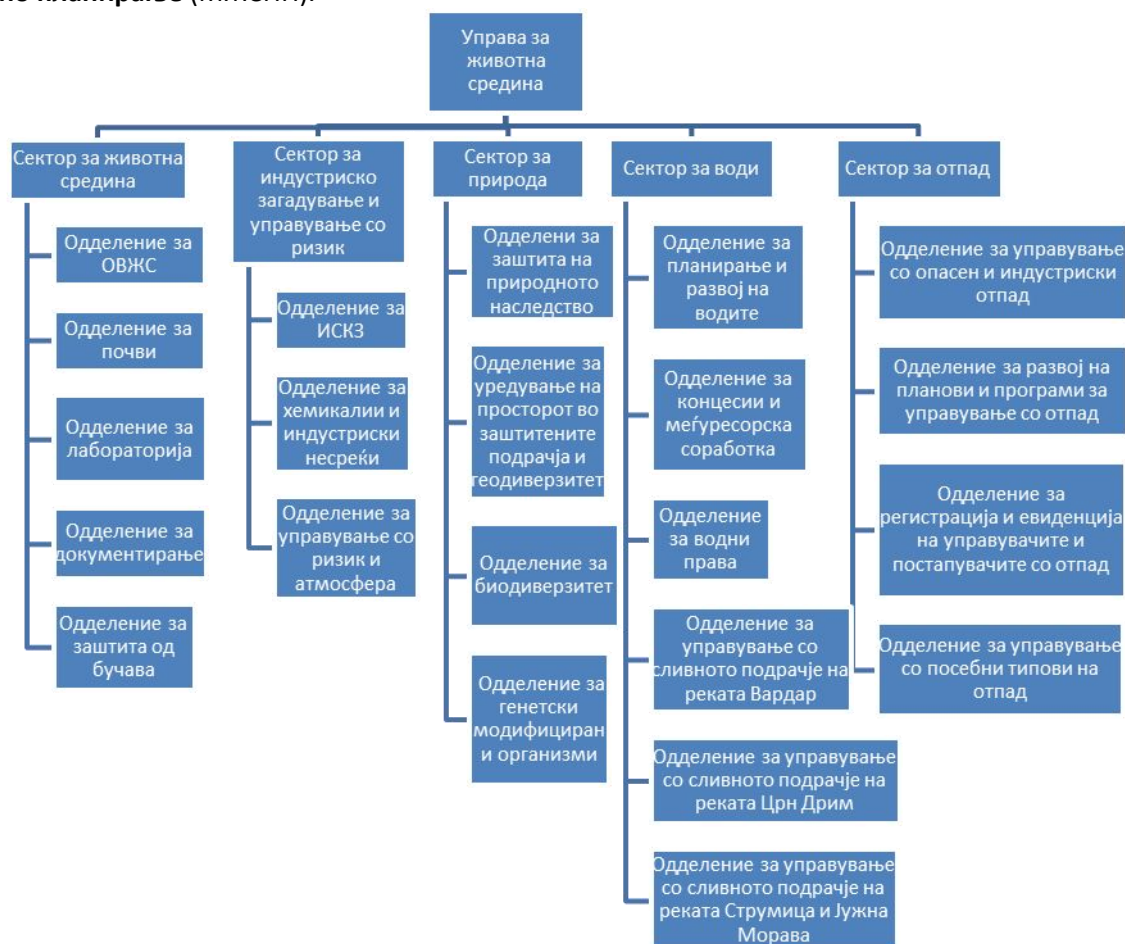 Управа за
животна
средина
Сектор за животна
средина
Одделение за
ОВЖС
Одделение за
почви
Одделение за
лабораторија
Одделение за
документирање
Одделение за
заштита од
бучава
Сектор за
индустриско
загадување и
управување со
ризик
Одделение за
ИСКЗ
Одделение за
хемикалии и
индустриски
несреќи
Одделение за
управување со
ризик и
атмосфера
Сектор за
природа
Одделени за
заштита на
природното
наследство
Одделение за
уредување на
просторот во
заштитените
подрачја и
геодиверзитет
Одделение за
биодиверзитет
Одделение за
генетски
модифициран
и организми
Сектор за води
Одделение за
планирање и
развој на
водите
Одделение за
концесии и
меѓуресорска
соработка
Одделение
за водни
права
Одделение за
управување со
сливното подрачје на
реката Вардар
Одделение за управување
со сливното подрачје на
реката Црн Дрим
Одделение за управување
со сливното подрачје на
реката Струмица и Јужна
Морава
Сектор за отпад
Одделение за управување
со опасен и индустриски
отпад
Одделение за развој на
планови и програми за
управување со отпад
Одделение за
регистрација и евиденција
на управувачите и
постапувачите со отпад
Одделение за управување
со посебни типови на
отпад